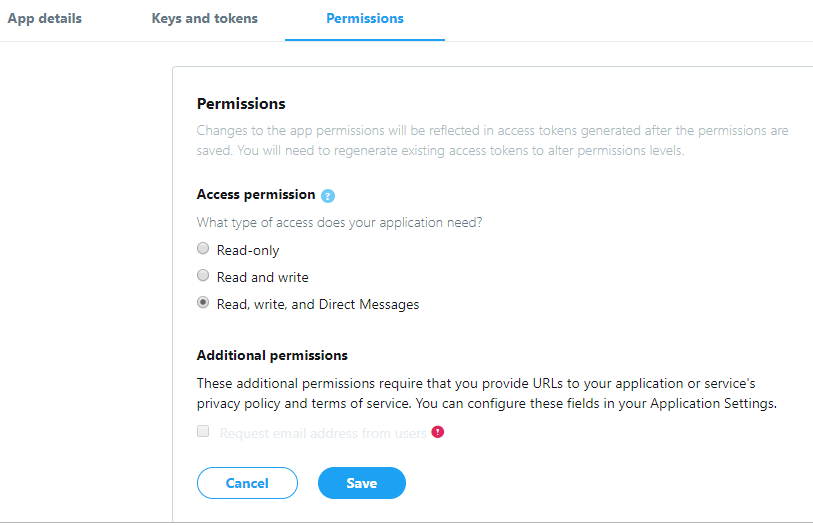 App details
Keys and tokens
Permissions
Permissions
Changes to the app permissions will be reflected in access tokens generated after the permissions are
saved. You will need to regenerate existing access tokens to alter permissions levels.
Access permission ?
What type of access does your application need?
Read-only
Read and write
Read, write, and Direct Messages
Additional permissions
These additional permissions require that you provide URLs to your application or service's
privacy policy and terms of service. You can configure these fields in your Application Settings.
Request email address from users !
Cancel
Save